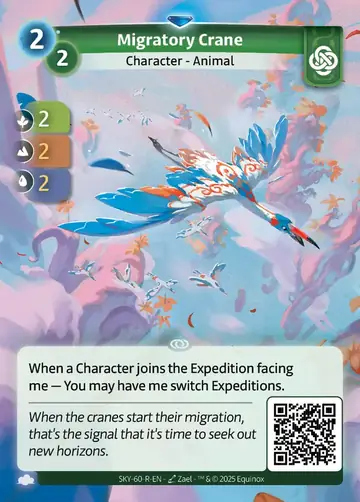 2
2
Migratory Crane
Character - Animal
2
2
2
When a Character joins the Expedition facing
me — You may have me switch Expeditions.
When the cranes start their migration,
that's the signal that it's time to seek out
new horizons.
SKY-60-R-EN - Zael - ™ & © 2025 Equinox